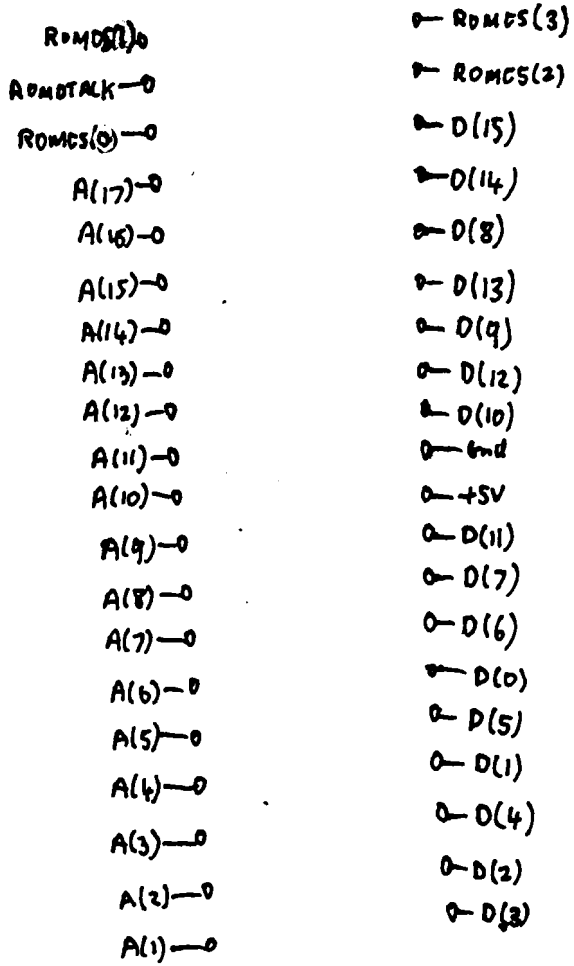 ROMCS(1)
ROMDTACK
ROMCS(0)
A(17)
A(16)
A(15)
A(14)
A(13)
A(12)
A(11)
A(10)
A(9)
A(8)
A(7)
A(6)
A(5)
A(4)
A(3)
A(2)
A(1)
ROMCS(3)
ROMCS(2)
D(15)
D(14)
D(8)
D(13)
D(9)
D(12)
D(10)
Gnd
+5V
D(11)
D(7)
D(6)
D(0)
D(5)
D(1)
D(4)
D(2)
D(3)